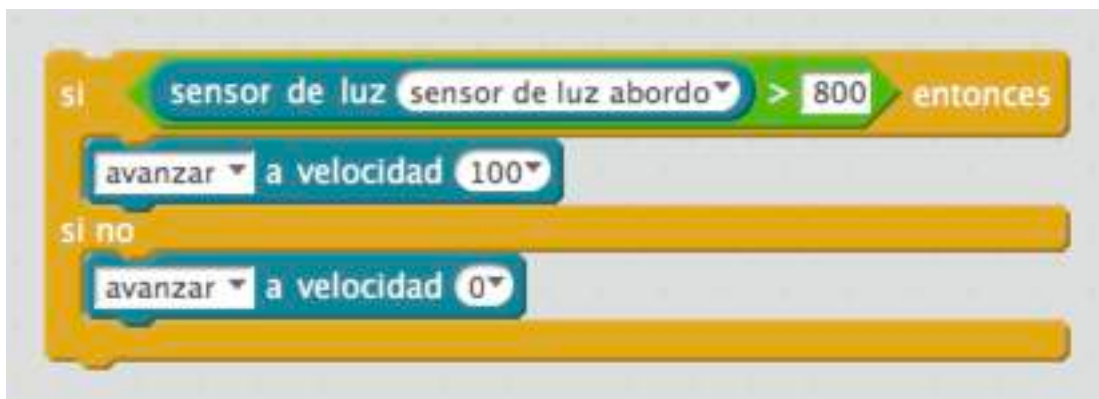 si sensor de luz sensor de luz abordo > 800 entonces
avanzar a velocidad 100
si no
avanzar a velocidad 0